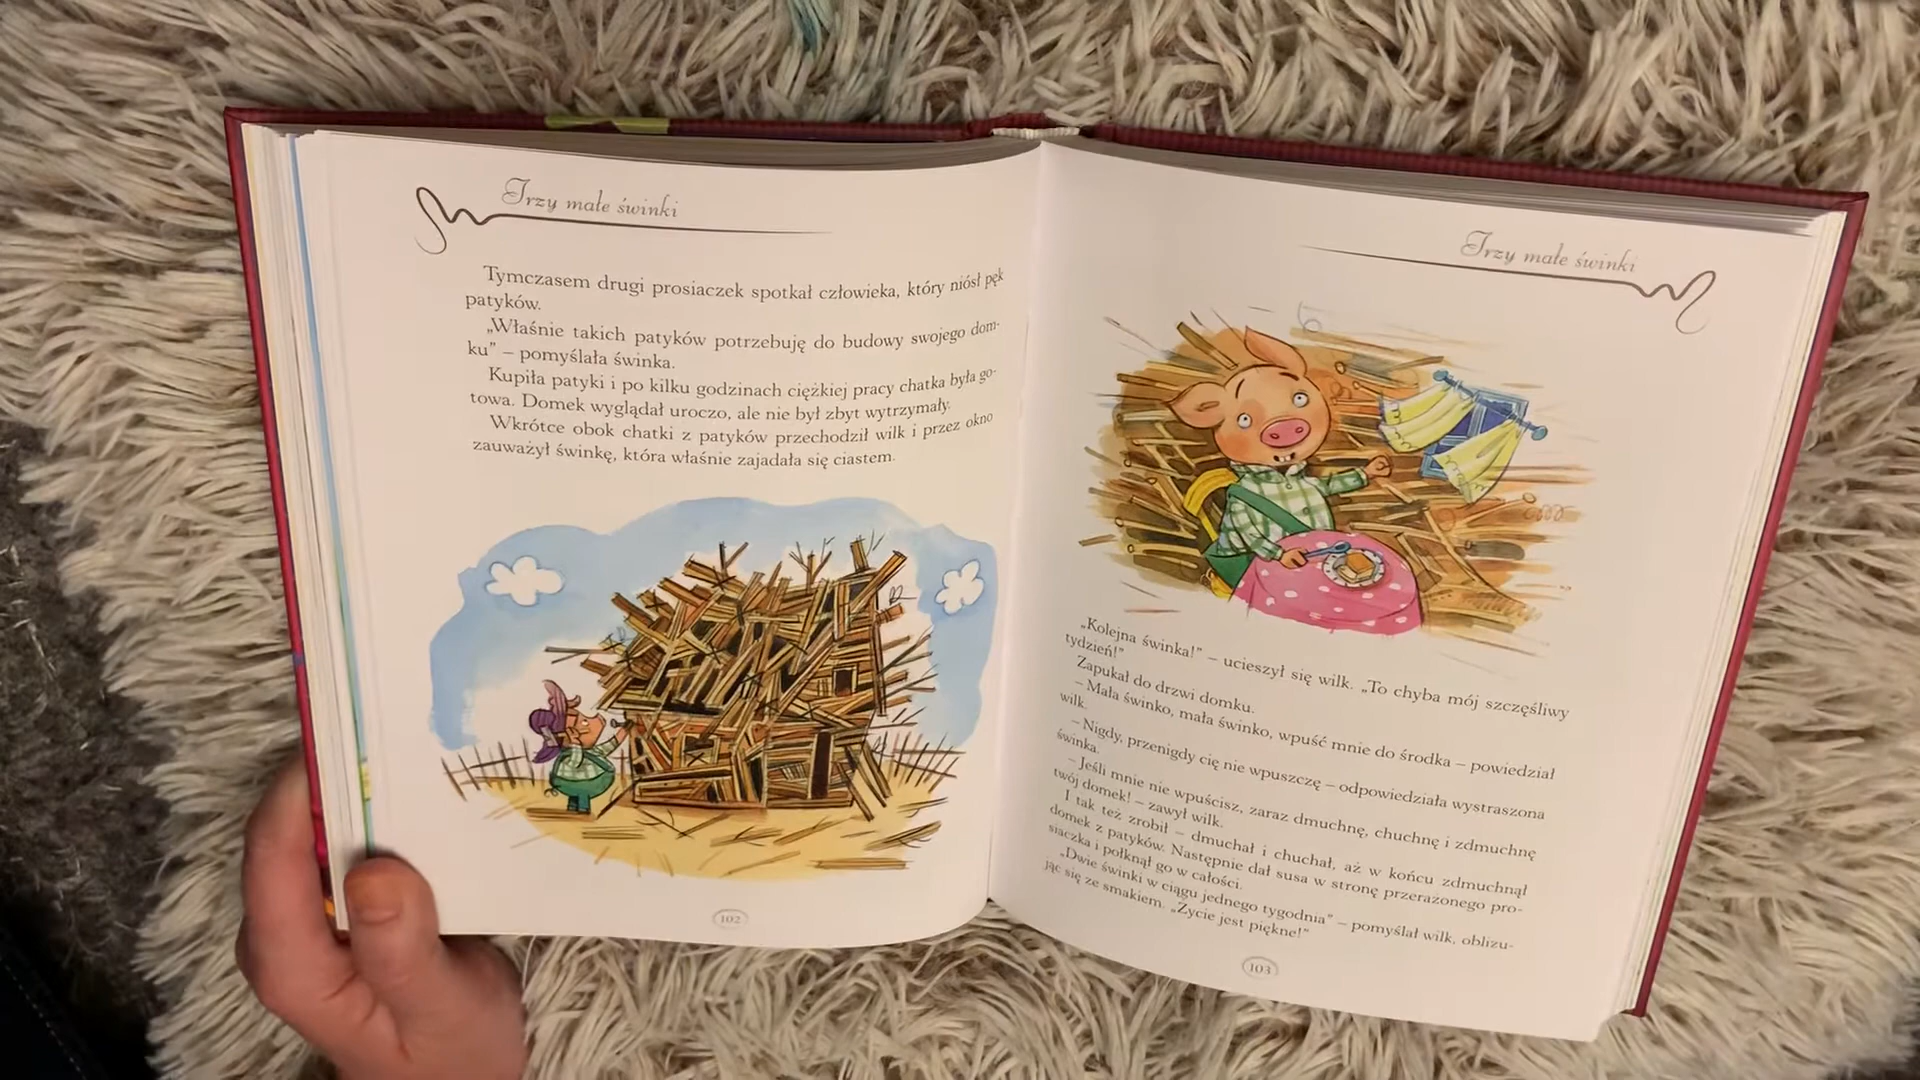 Trzy małe świnki
Tymczasem drugi prosiaczek spotkał człowieka, który niósł pęk
patyków.
„Właśnie takich patyków potrzebuję do budowy swojego dom-
ku” – pomyślała świnka.
Kupiła patyki i po kilku godzinach ciężkiej pracy chatka była go-
towa. Domek wyglądał uroczo, ale nie był zbyt wytrzymały.
Wkrótce obok chatki z patyków przechodził wilk i przez okno
zauważył świnkę, która właśnie zajadała się ciastem.
102
Trzy małe świnki
„Kolejna świnka!” – ucieszył się wilk. „To chyba mój szczęśliwy
tydzień!”
Zapukał do drzwi domku.
– Mała świnko, mała świnko, wpuść mnie do środka – powiedział
wilk.
– Nigdy, przenigdy cię nie wpuszczę – odpowiedziała wystraszona
świnka.
– Jeśli mnie nie wpuścisz, zaraz dmuchnę, chuchnę i zdmuchnę
twój domek! – zawył wilk.
I tak też zrobił – dmuchał i chuchał, aż w końcu zdmuchnął
domek z patyków. Następnie dał susa w stronę przerażonego pro-
siaczka i połknął go w całości.
„Dwie świnki w ciągu jednego tygodnia” – pomyślał wilk, oblizu-
jąc się ze smakiem. „Życie jest piękne!”
103